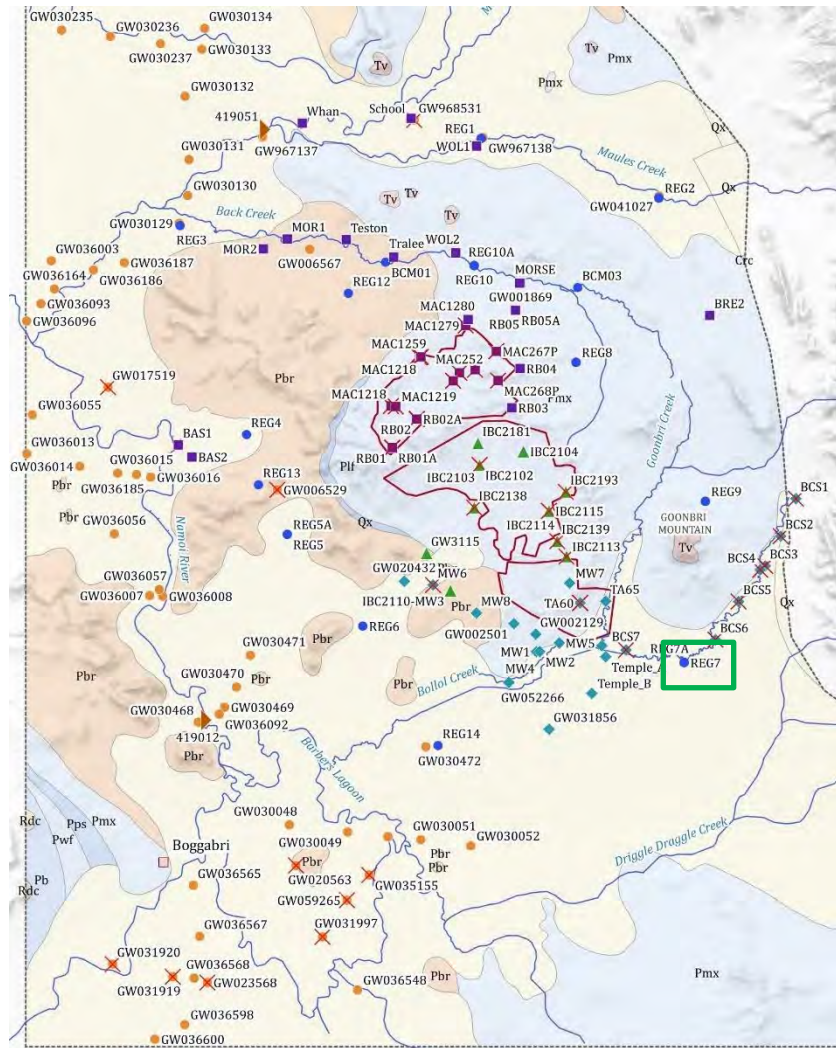 GW030235
GW030236
GW030134
GW030237
GW030133
Tv
Tv
Pmx
GW030132
Pmx
419051
Whan
School
GW968531
REG1
Qx
GW967137
WOL1
GW967138
GW030131
Maules Creek
REG2
Qx
GW030130
Tv
Tv
GW041027
Back Creek
Tv
GW030129
REG3
MOR1
Teston
WOL2
MOR2
Tralee
REG10A
Crc
GW036003
GW036187
GW006567
BCM01
REG10
MORSE
BCM03
GW036164
GW036186
REG12
GW001869
BRE2
GW036093
MAC1280
RB05
RB05A
GW036096
MAC1279
MAC1259
MAC267P
REG8
MAC252
RB04
GW017519
Pbr
MAC1218
MAC268P
Pmx
GW036055
MAC1218
MAC1219
RB03
RB02A
RB02
Goonbri Creek
BAS1
REG4
IBC2181
GW036013
RB01
RB01A
IBC2104
BAS2
GW036014
GW036015
Plf
IBC2103
IBC2102
GW036185
GW036016
REG13
IBC2193
BCS1
Pbr
GW006529
REG9
IBC2138
IBC2115
Pbr
Qx
GOONBRI
MOUNTAIN
BCS2
GW036056
REG5A
IBC2114
IBC2139
Tv
REG5
Namoi River
GW3115
IBC2113
BCS4
BCS3
GW020432
MW6
MW7
GW036057
TA65
BCS5
Qx
GW036007
GW036008
IBC2110-MW3
Pbr
MW8
TA60
REG6
GW002129
BCS6
GW002501
GW030471
MW5
BCS7
REG7A
Pbr
MW1
MW2
Temple_A
REG7
GW030470
Pbr
Pbr
MW4
Temple_B
Bollol Creek
GW030469
GW052266
GW030468
GW036092
GW031856
419012
REG14
Pbr
GW030472
Barbers Lagoon
Rdc
Pps
Pmx
GW030048
Driggle Draggle Creek
Pwf
Boggabri
GW030049
GW030051
GW030052
Pbr
Pbr
Pb
GW020563
Pbr
Rdc
GW036565
GW035155
GW059265
GW036567
GW031997
GW031920
GW036568
Pbr
Pmx
GW031919
GW023568
GW036548
GW036598
GW036600